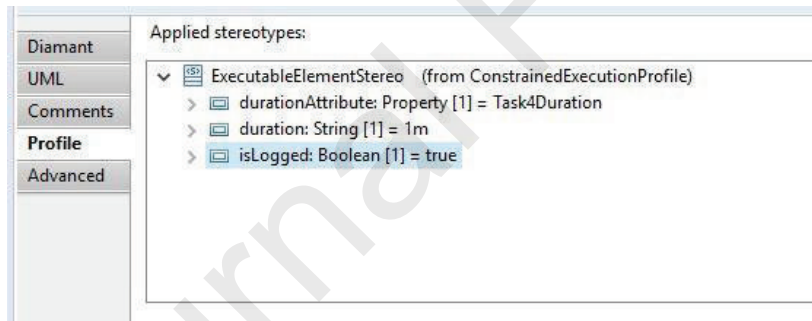 Applied stereotypes:
Diamant
UML
Comments
Profile
Advanced
<S> ExecutableElementStereo (from ConstrainedExecutionProfile)
durationAttribute: Property [1] = Task4Duration
duration: String [1] = 1m
isLogged: Boolean [1] = true